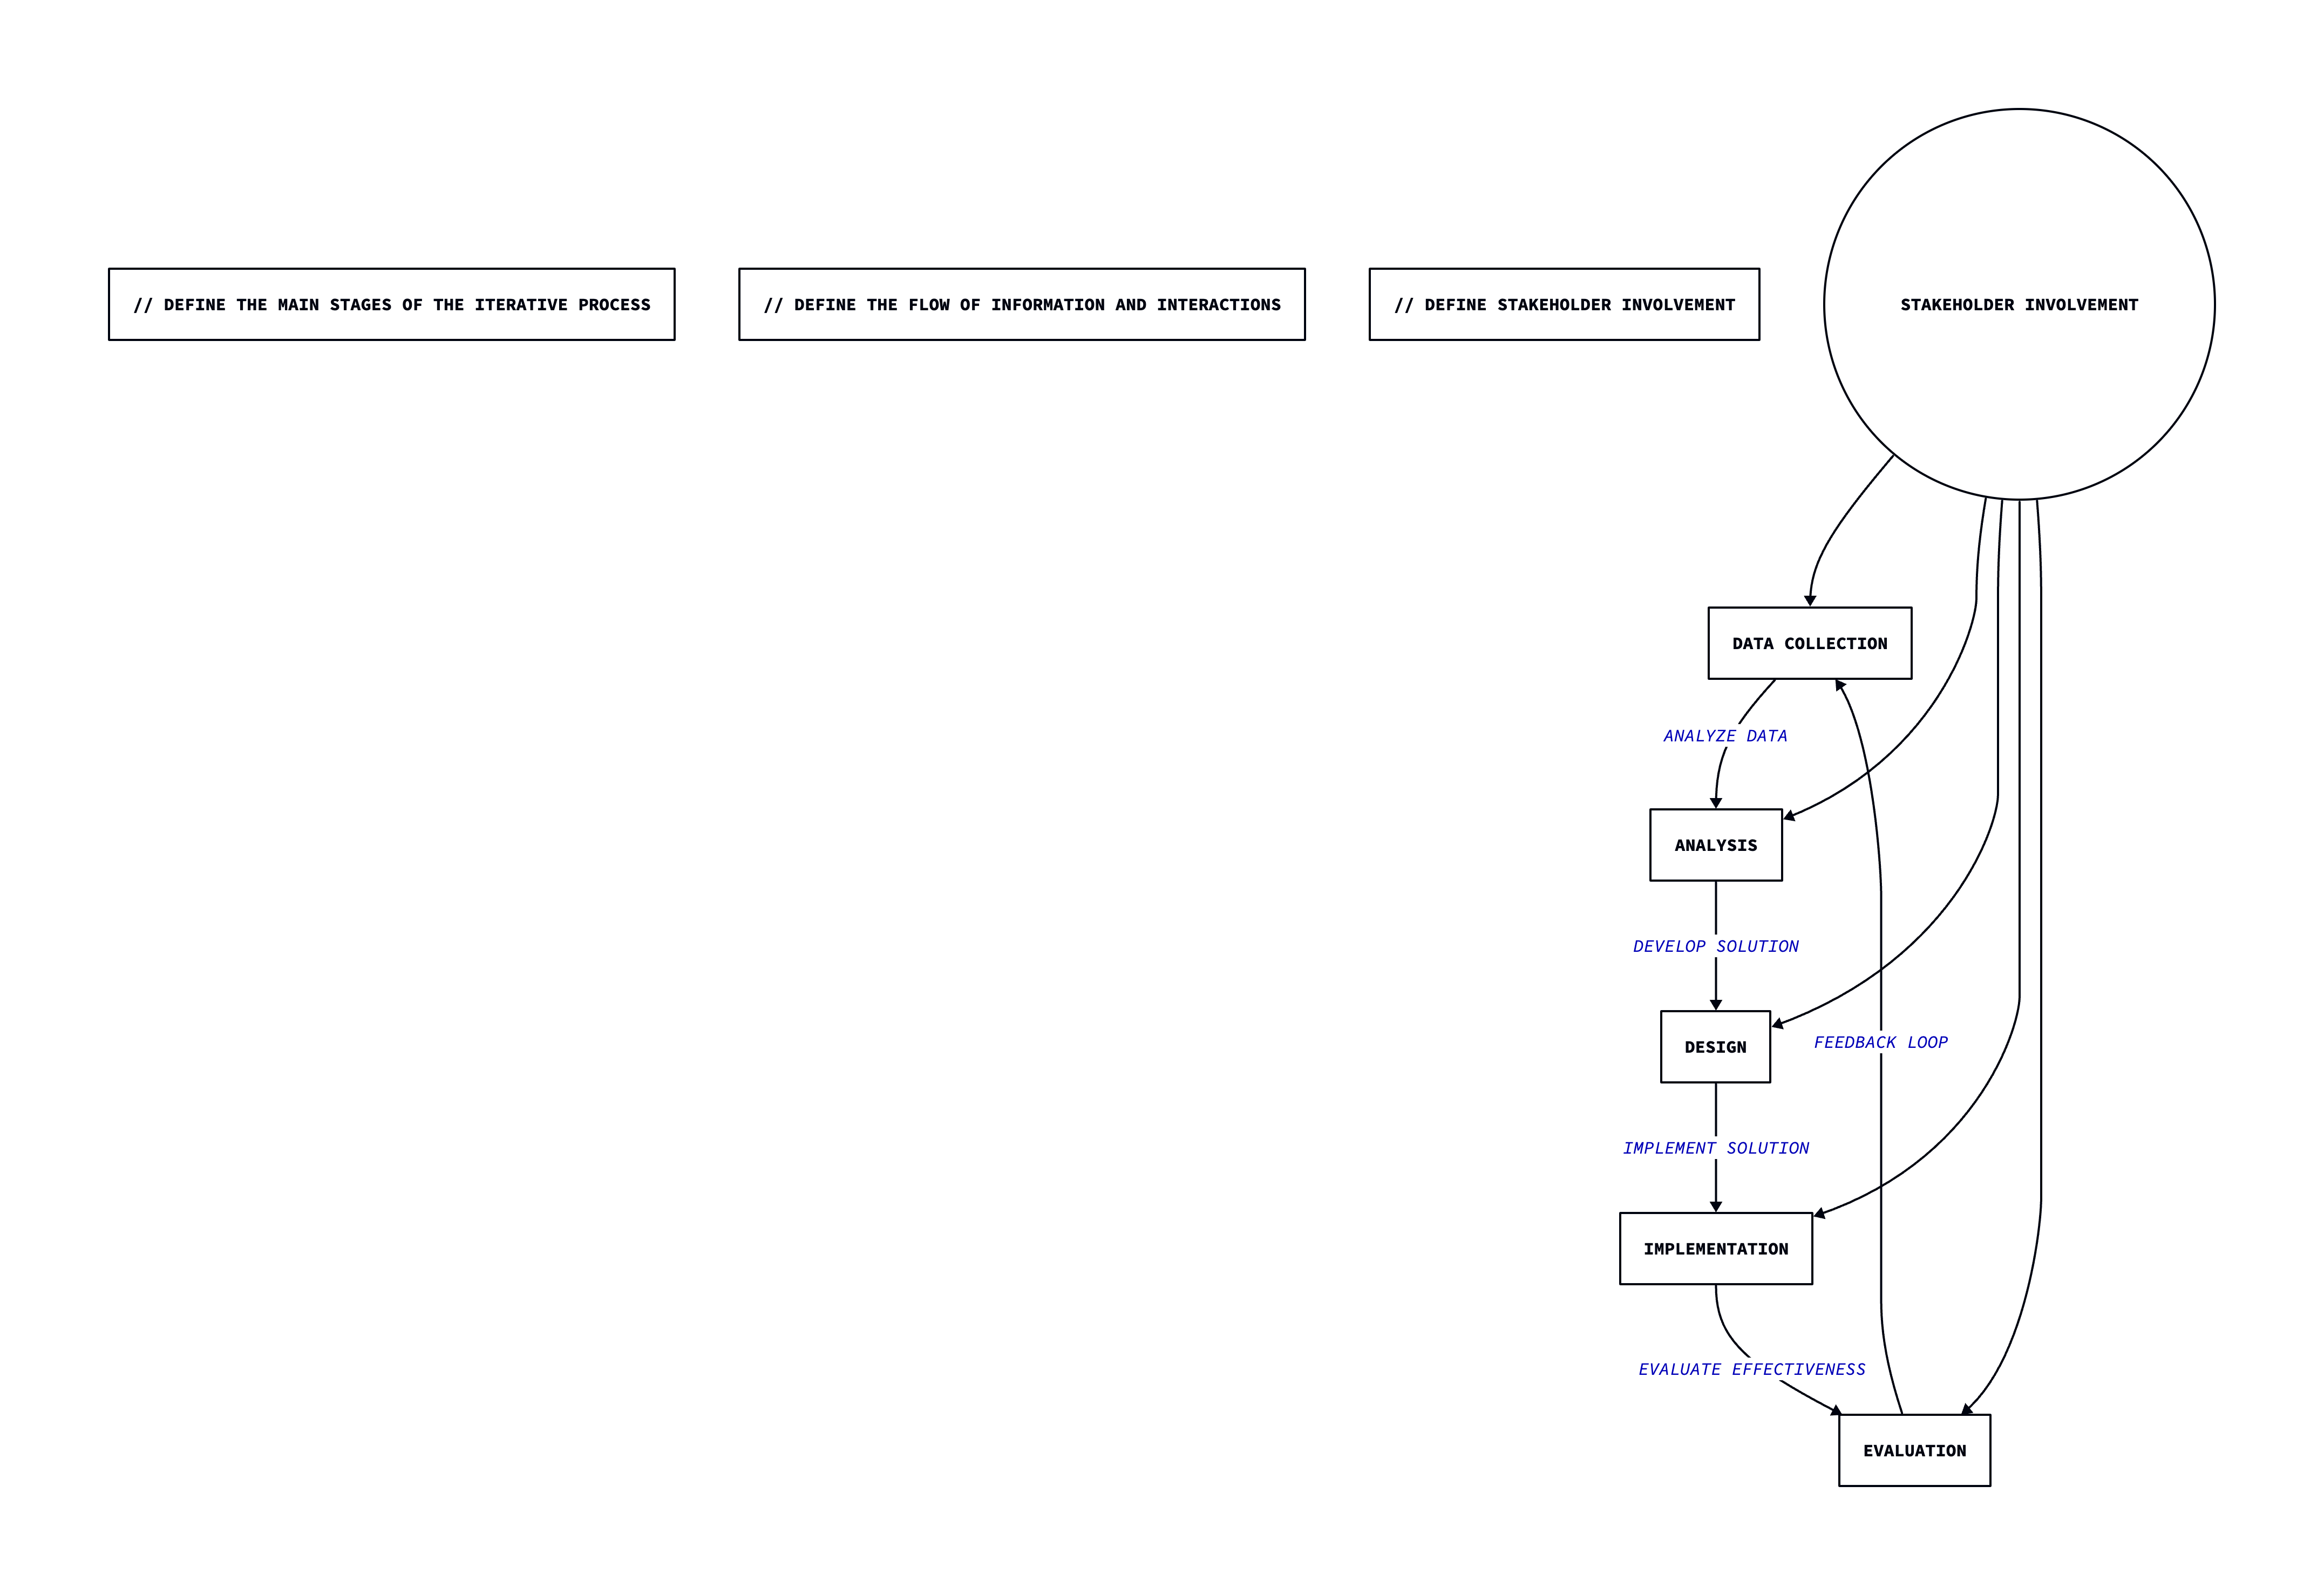 // DEFINE THE MAIN STAGES OF THE ITERATIVE PROCESS
// DEFINE THE FLOW OF INFORMATION AND INTERACTIONS
// DEFINE STAKEHOLDER INVOLVEMENT
STAKEHOLDER INVOLVEMENT
DATA COLLECTION
ANALYZE DATA
ANALYSIS
DEVELOP SOLUTION
DESIGN
FEEDBACK LOOP
IMPLEMENT SOLUTION
IMPLEMENTATION
EVALUATE EFFECTIVENESS
EVALUATION